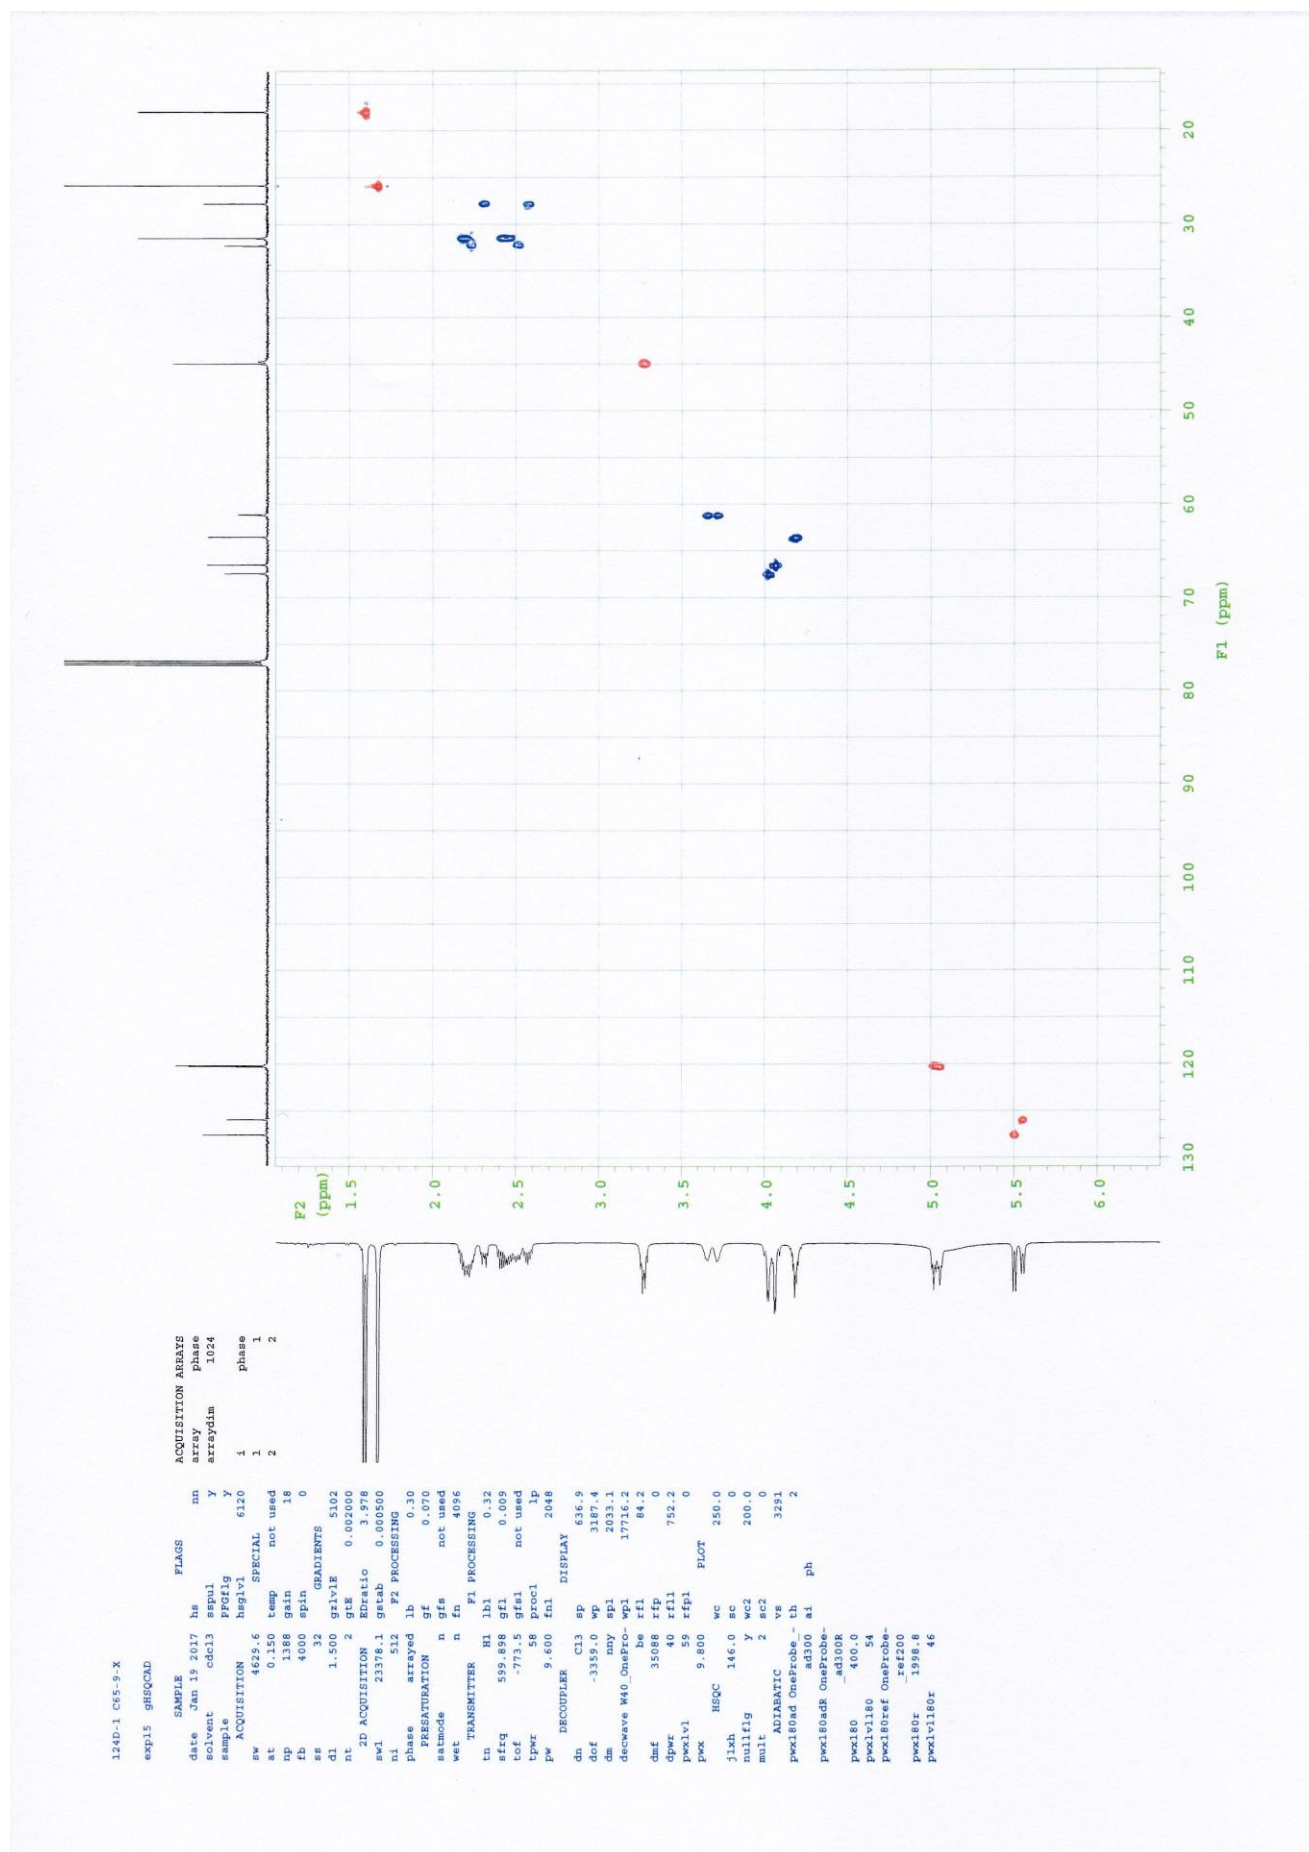 124D-1 C65-9-X
exp15 gHSQCAD
SAMPLE FLAGS ACQUISITION ARRAYS
date Jan 19 2017 hs nn array phase
solvent cdcl3 sspul y arraydim 1024
sample PFGflg y
ACQUISITION hsglvl 6120 i phase
sw 4629.6 SPECIAL 1 1
at 0.150 temp not used 2 2
np 1388 gain 18
fb 4000 spin 0
ss 32 GRADIENTS
d1 1.500 gzlvlE 5102
nt 2 gtE 0.002000
2D ACQUISITION EDratio 3.978
sw1 23378.1 gstab 0.000500
ni 512 F2 PROCESSING
phase arrayed lb 0.30
PRESATURATION gf 0.070
satmode n gfs not used
wet n fn 4096
TRANSMITTER F1 PROCESSING
tn H1 lb1 0.32
sfrq 599.898 gf1 0.009
tof -773.5 gfs1 not used
tpwr 58 proc1 lp
pw 9.600 fn1 2048
DECOUPLER DISPLAY
dn C13 sp 636.9
dof -3359.0 wp 3187.4
dm nny sp1 2033.1
decwave W40_OnePro- wp1 17716.2
be rfl 84.2
dmf 35088 rfp 0
dpwr 40 rfl1 752.2
pwxlvl 59 rfp1 0
pwx 9.800 PLOT
HSQC wc 250.0
j1xh 146.0 sc 0
nullflg y wc2 200.0
mult 2 sc2 0
ADIABATIC vs 3291
pwx180ad OneProbe_- th 2
ad300 ai ph
pwx180adR OneProbe-
_ad300R
pwx180 400.0
pwxlvl180 54
pwx180ref OneProbe-
_ref200
pwx180r 1998.8
pwxlvl180r 46
F2
(ppm)
1.5
2.0
2.5
3.0
3.5
4.0
4.5
5.0
5.5
6.0
130 120 110 100 90 80 70 60 50 40 30 20
F1 (ppm)